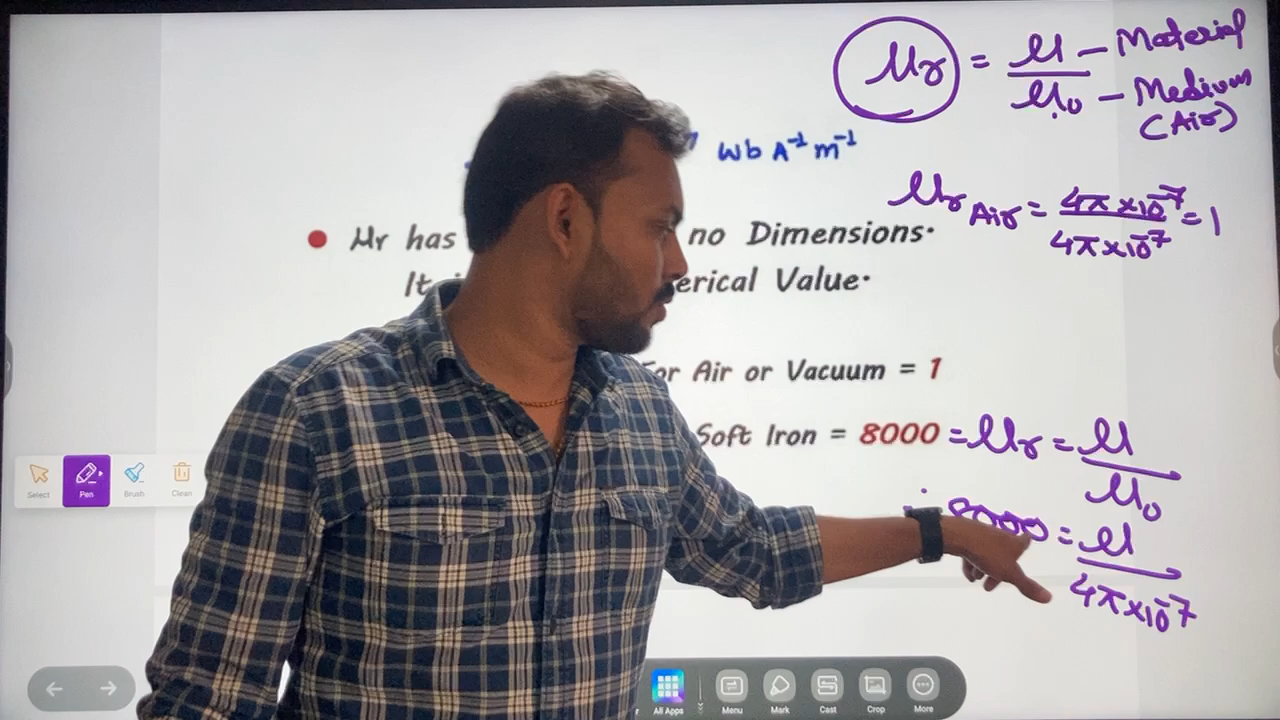 μr = μ — Material
μ0 — Medium
(Air)
Wb A⁻¹ m⁻¹
μr Air = 4π×10⁻⁷ = 1
4π×10⁻⁷
• μr has no Dimensions.
It Value.
For Air or Vacuum = 1
Soft Iron = 8000 = μr = μ
μ0
8000 = μ
4π×10⁻⁷
Select Pen Brush Clean
All Apps Menu Mark Cast Crop More